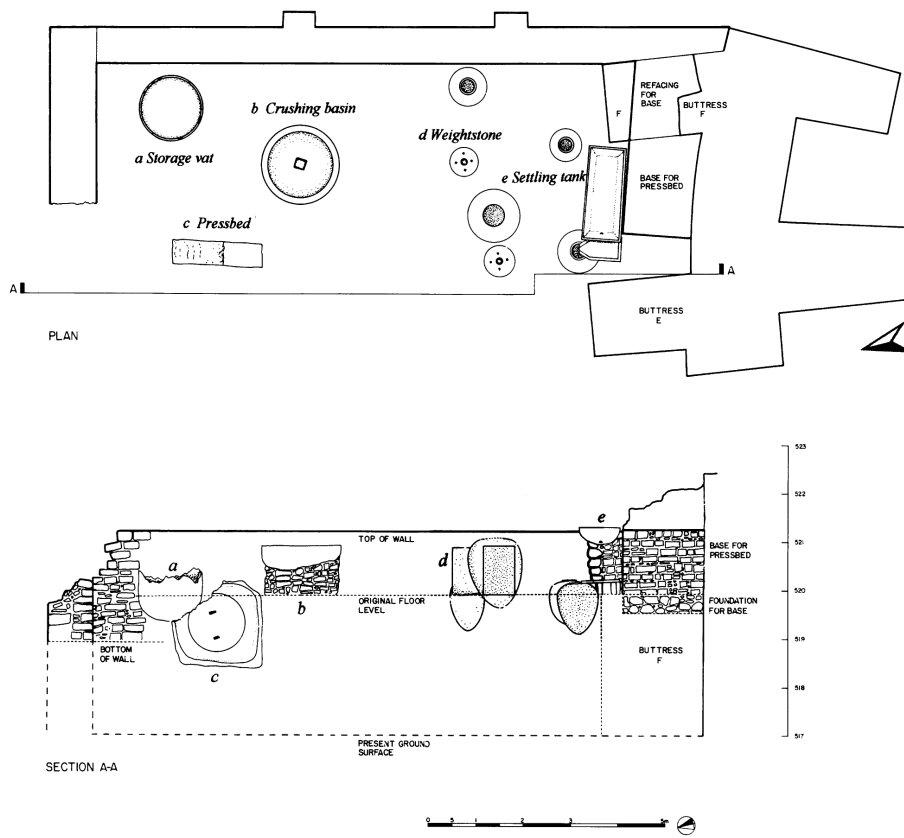 REFACING
FOR
BASE
BUTTRESS
F
F
b Crushing basin
d Weightstone
a Storage vat
e Settling tank
BASE FOR
PRESSBED
c Pressbed
A
A
BUTTRESS
E
PLAN
523
522
521
520
519
518
517
e
TOP OF WALL
BASE FOR
PRESSBED
a
d
b
ORIGINAL FLOOR
LEVEL
FOUNDATION
FOR BASE
BOTTOM
OF WALL
c
BUTTRESS
F
PRESENT GROUND
SURFACE
SECTION A-A
0 5 1 2 3 5m